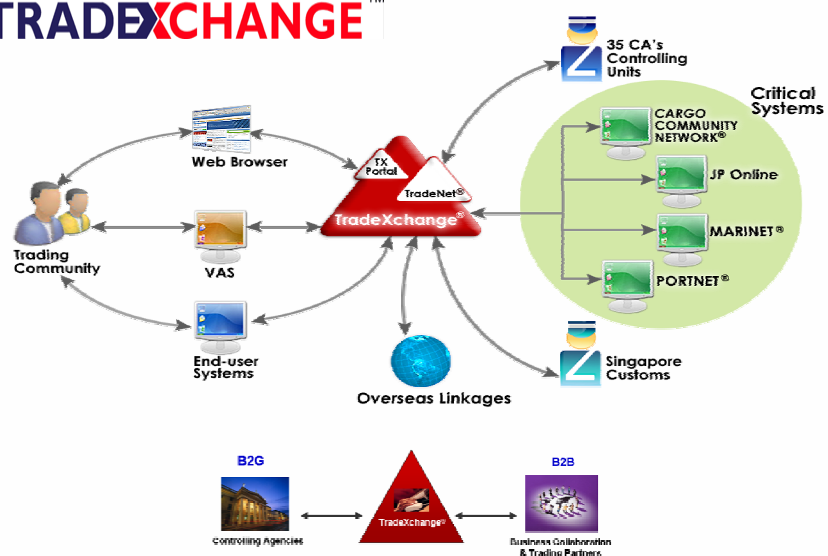 TRADEXCHANGE™
35 CA's
Controlling
Units
Critical
Systems
CARGO
COMMUNITY
NETWORK®
Web Browser
TX
Portal
TradeNet®
JP Online
TradeXchange®
MARINET®
Trading
Community
VAS
PORTNET®
End-user
Systems
Singapore
Customs
Overseas Linkages
B2G
B2B
TradeXchange®
Controlling Agencies
Business Collaboration
& Trading Partners